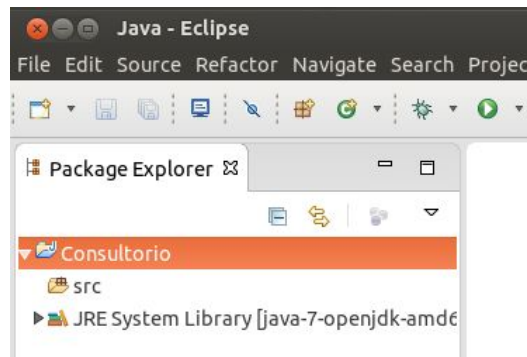 Java - Eclipse
File Edit Source Refactor Navigate Search Projec
Package Explorer
Consultorio
src
JRE System Library [java-7-openjdk-amd6